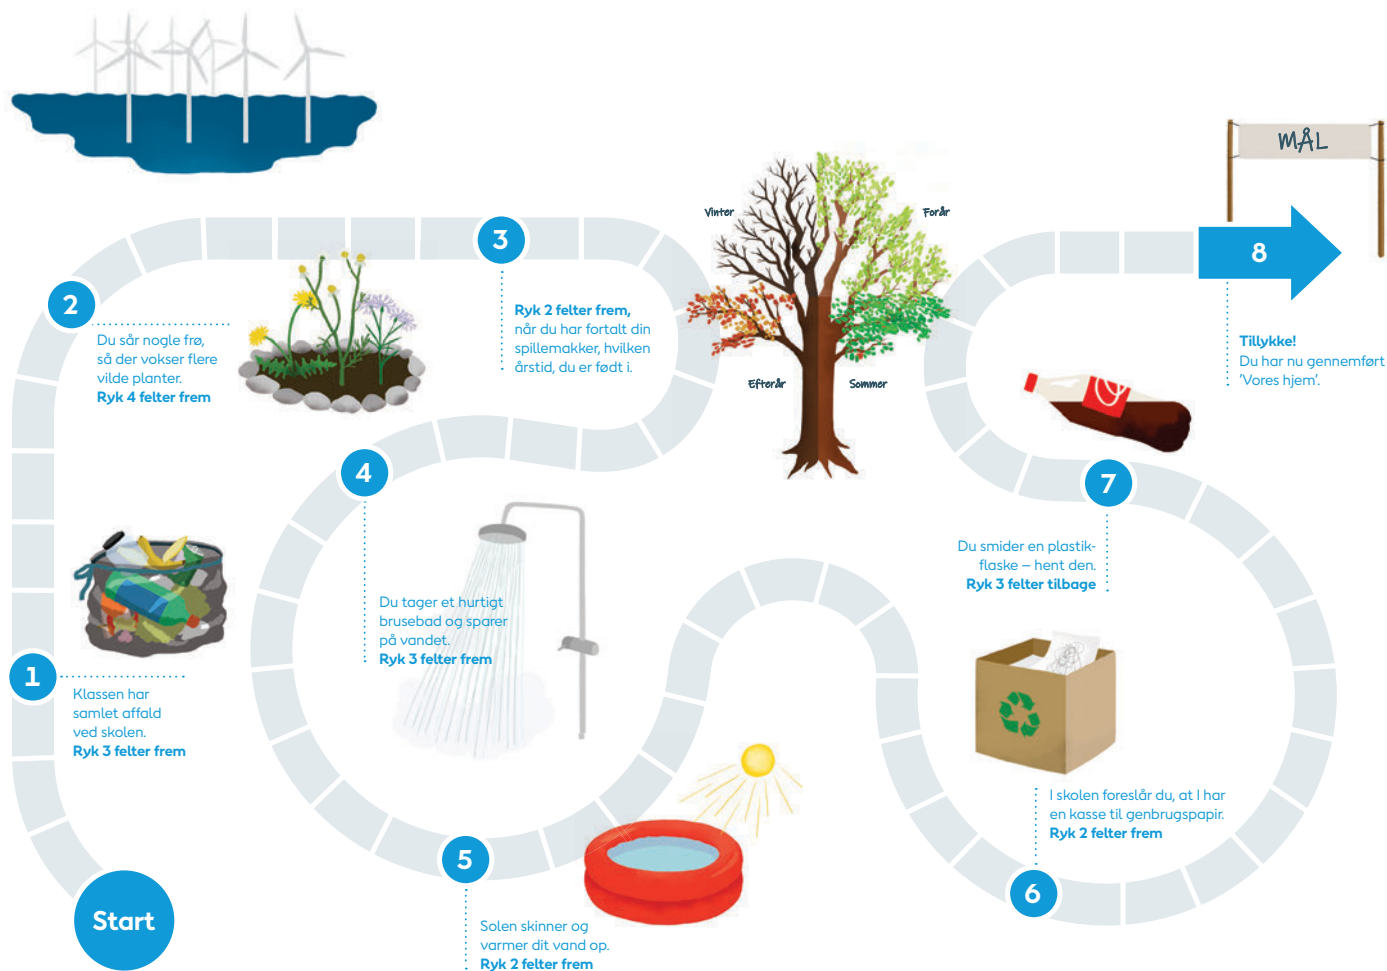 MÅL
Vinter
Forår
Efterår
Sommer
Start
1
Klassen har
samlet affald
ved skolen.
Ryk 3 felter frem
2
Du sår nogle frø,
så der vokser flere
vilde planter.
Ryk 4 felter frem
3
Ryk 2 felter frem,
når du har fortalt din
spillemakker, hvilken
årstid, du er født i.
4
Du tager et hurtigt
brusebad og sparer
på vandet.
Ryk 3 felter frem
5
Solen skinner og
varmer dit vand op.
Ryk 2 felter frem
6
I skolen foreslår du, at I har
en kasse til genbrugspapir.
Ryk 2 felter frem
7
Du smider en plastik-
flaske – hent den.
Ryk 3 felter tilbage
8
Tillykke!
Du har nu gennemført
'Vores hjem'.